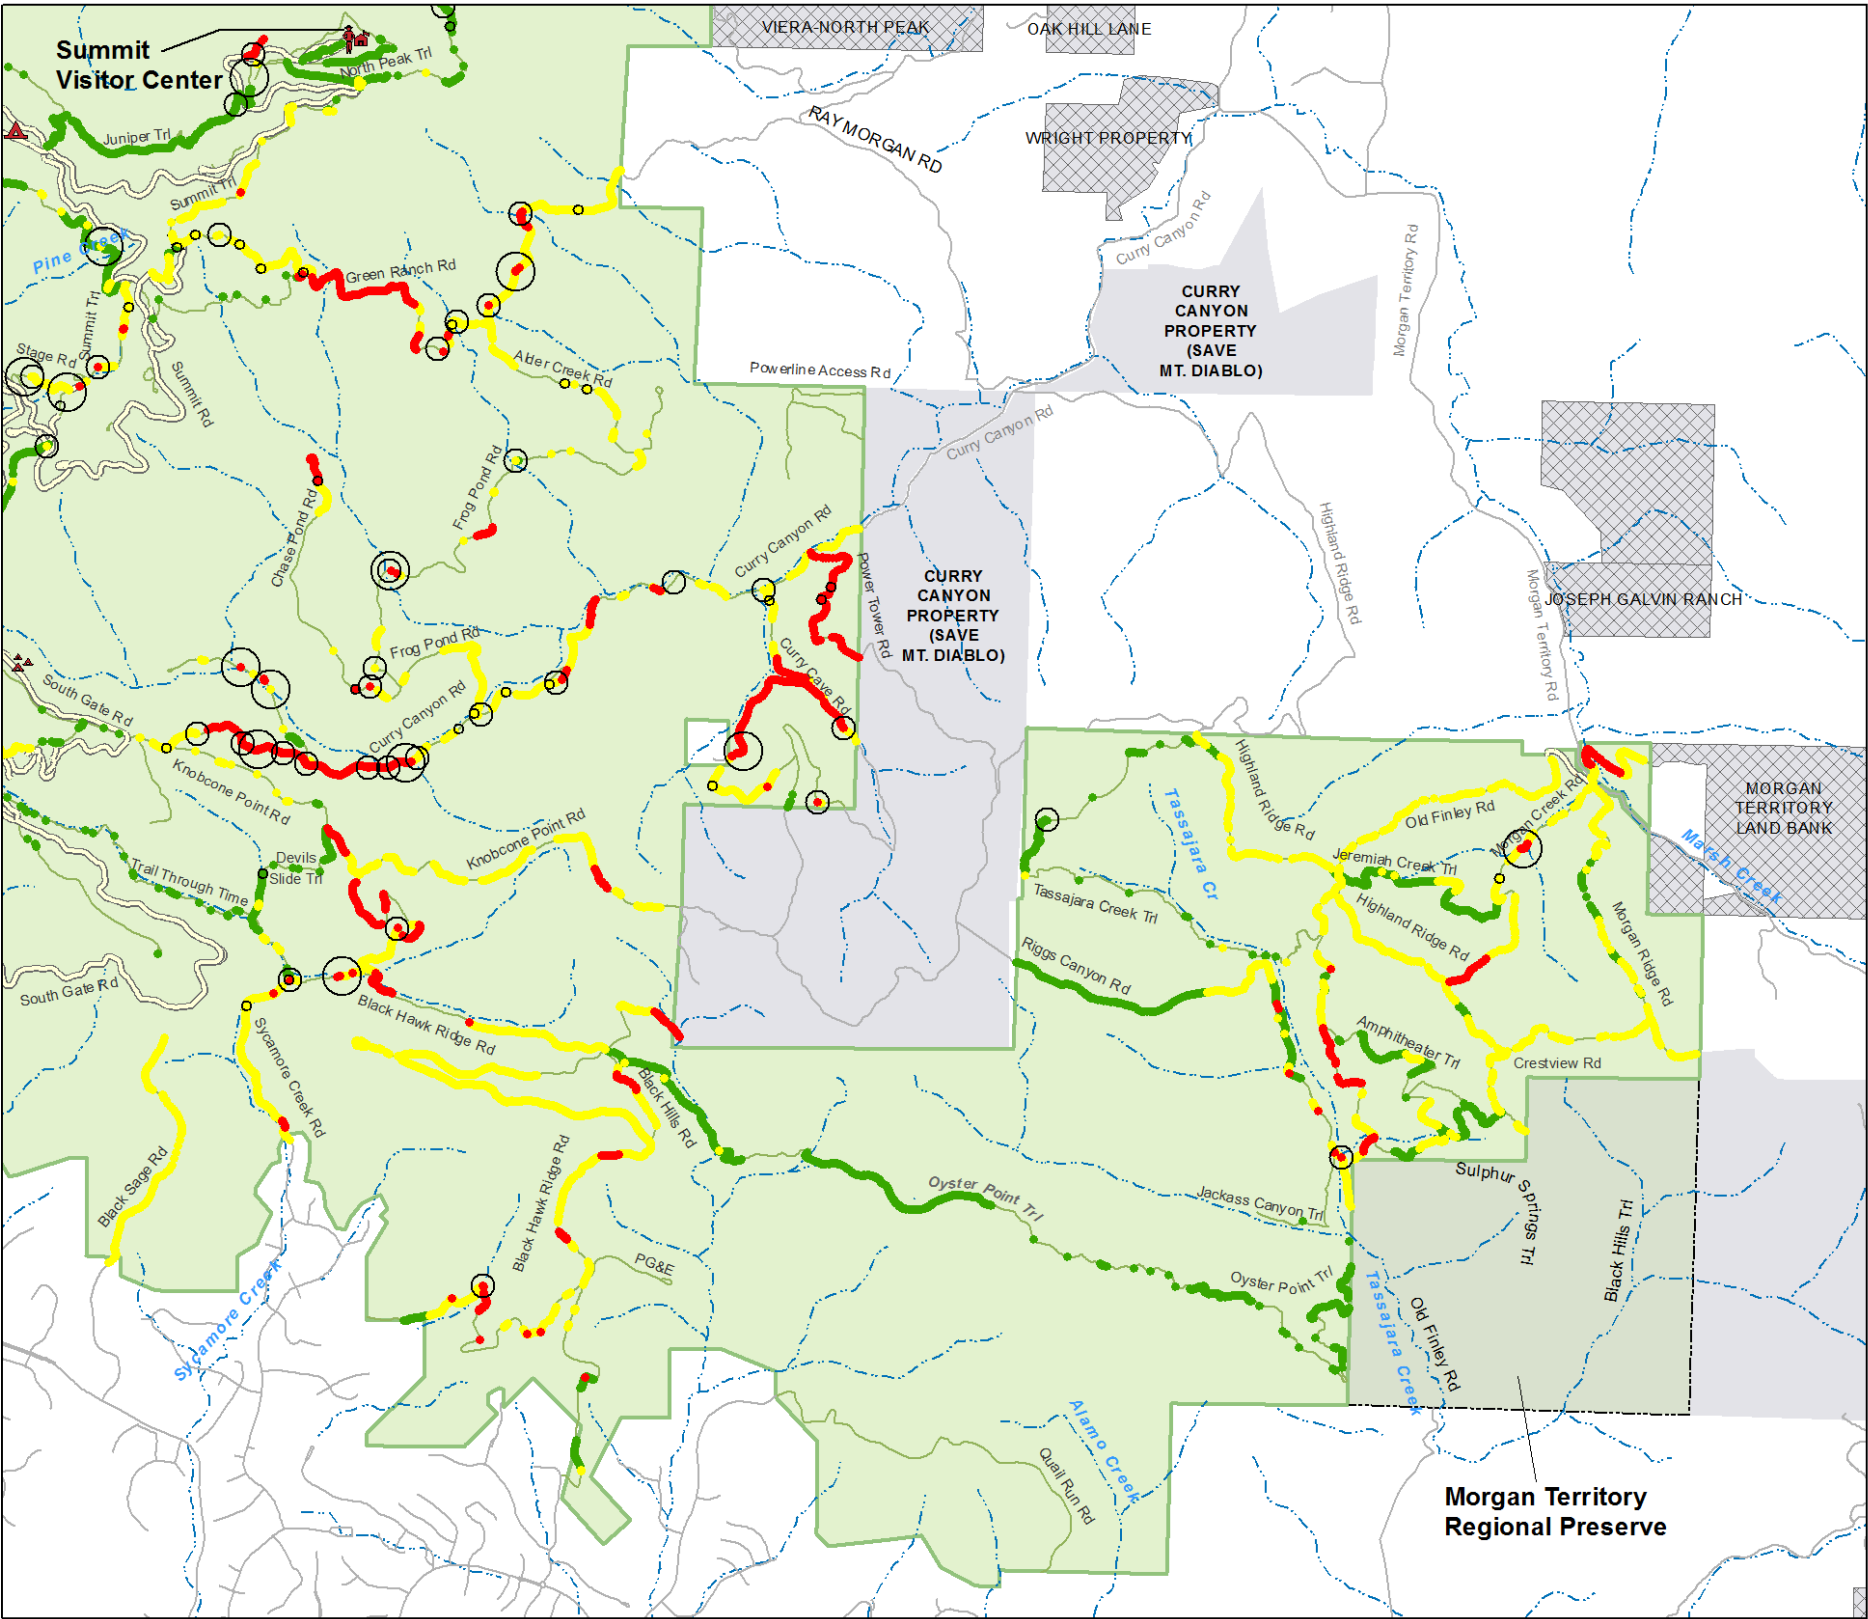 Summit
Visitor Center
North Peak Trl
Juniper Trl
Summit Trl
Pine Creek
VIERA-NORTH PEAK
OAK HILL LANE
RAY MORGAN RD
WRIGHT PROPERTY
Curry Canyon Rd
Morgan Territory Rd
Green Ranch Rd
Summit Trl
Stage Rd
Summit Rd
Alder Creek Rd
Powerline Access Rd
CURRY
CANYON
PROPERTY
(SAVE
MT. DIABLO)
Curry Canyon Rd
Frog Pond Rd
Chase Pond Rd
Highland Ridge Rd
Curry Canyon Rd
Power Tower Rd
CURRY
CANYON
PROPERTY
(SAVE
MT. DIABLO)
JOSEPH GALVIN RANCH
Morgan Territory Rd
Frog Pond Rd
Curry Cave Rd
South Gate Rd
Curry Canyon Rd
Knobcone Point Rd
Knobcone Point Rd
Devils
Slide Trl
Trail Through Time
South Gate Rd
Highland Ridge Rd
Tassajara Cr
Old Finley Rd
Morgan Creek Rd
MORGAN
TERRITORY
LAND BANK
Marsh Creek
Jeremiah Creek Trl
Tassajara Creek Trl
Highland Ridge Rd
Morgan Ridge Rd
Riggs Canyon Rd
Black Hawk Ridge Rd
Sycamore Creek Rd
Amphitheater Trl
Crestview Rd
Black Hills Rd
Black Sage Rd
Black Hawk Ridge Rd
Oyster Point Trl
Jackass Canyon Trl
Sulphur Springs Trl
Black Hills Trl
PG&E
Sycamore Creek
Oyster Point Trl
Tassajara Creek
Old Finley Rd
Alamo Creek
Quail Run Rd
Morgan Territory
Regional Preserve